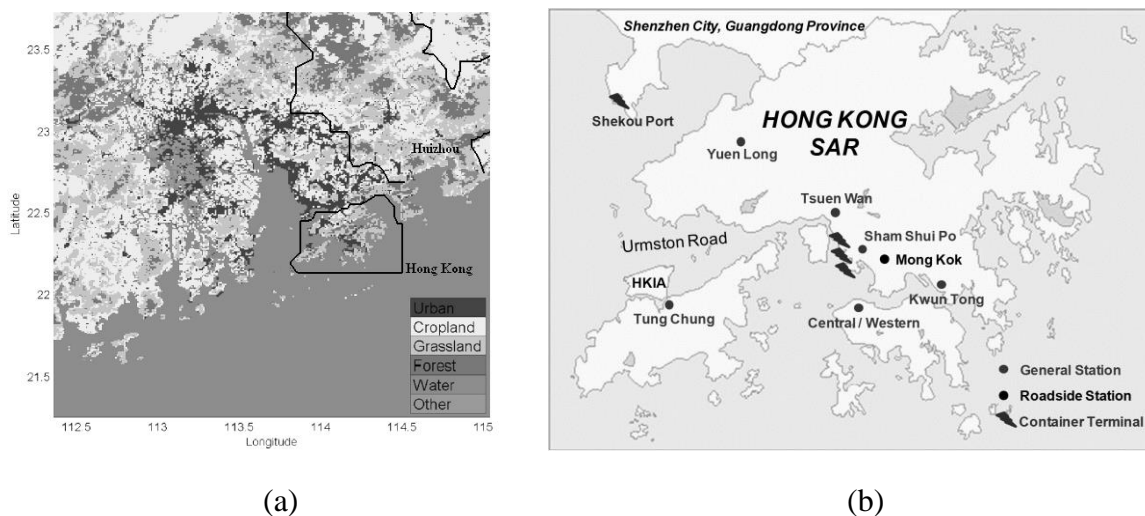 23.5
23
22.5
22
21.5
Latitude
112.5 113 113.5 114 114.5 115
Longitude
Huizhou
Hong Kong
Urban
Cropland
Grassland
Forest
Water
Other
(a)
Shenzhen City, Guangdong Province
Shekou Port
HONG KONG
SAR
Yuen Long
Tsuen Wan
Urmston Road
Sham Shui Po
Mong Kok
HKIA
Kwun Tong
Tung Chung
Central / Western
General Station
Roadside Station
Container Terminal
(b)